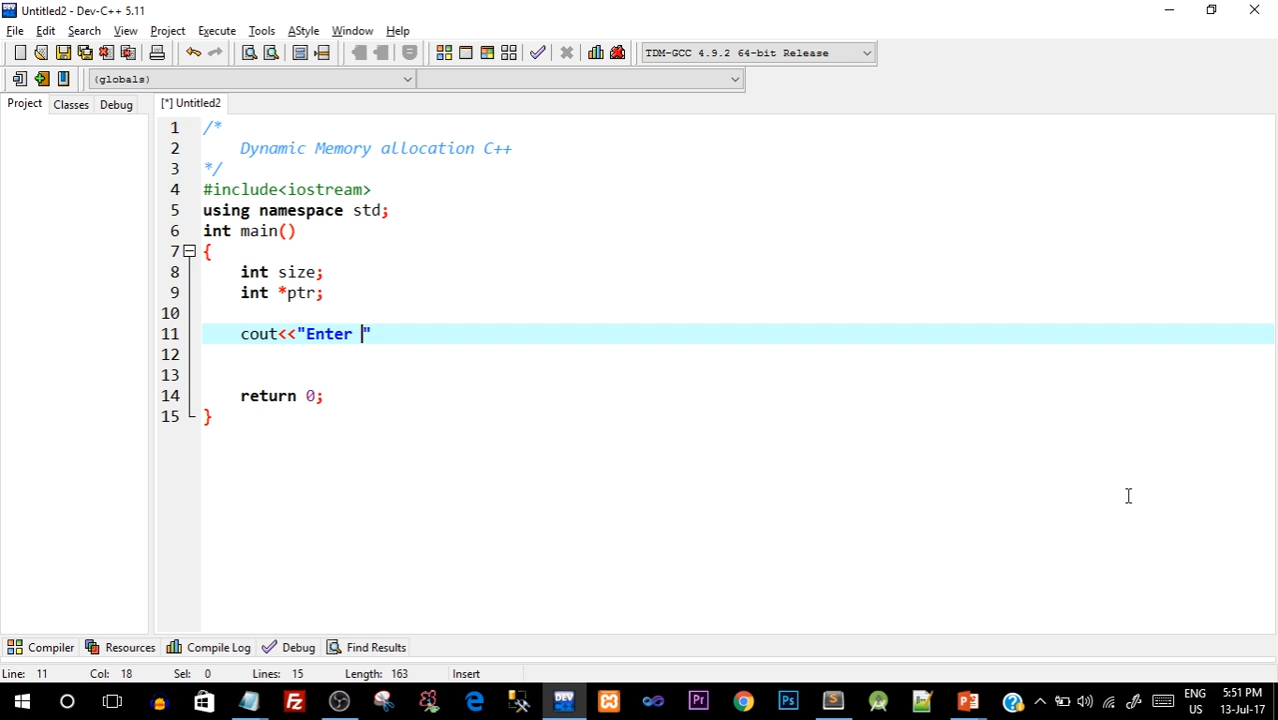 Untitled2 - Dev-C++ 5.11
File Edit Search View Project Execute Tools AStyle Window Help
TDM-GCC 4.9.2 64-bit Release
(globals)
Project Classes Debug [*] Untitled2
1 /*
2 Dynamic Memory allocation C++
3 */
4 #include<iostream>
5 using namespace std;
6 int main()
7 {
8 int size;
9 int *ptr;
10
11 cout<<"Enter "
12
13
14 return 0;
15 }
Compiler Resources Compile Log Debug Find Results
Line: 11 Col: 18 Sel: 0 Lines: 15 Length: 163 Insert
DEV
Pr
Ps
ENG 5:51 PM
US 13-Jul-17